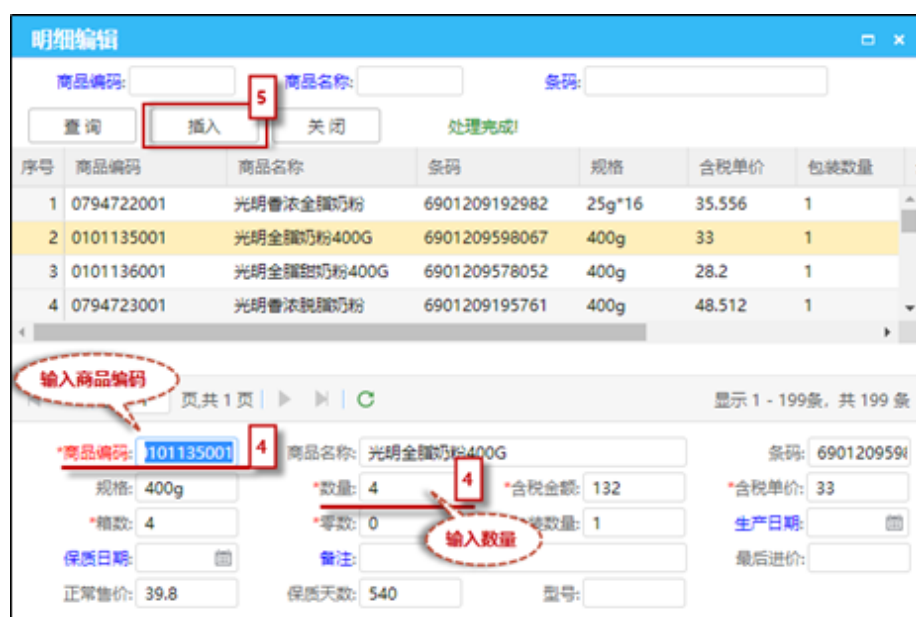 明细编辑
商品编码: 商品名称: 条码:
5
查询 插入 关闭 处理完成!
序号 商品编码 商品名称 条码 规格 含税单价 包装数量
1 0794722001 光明香浓全脂奶粉 6901209192982 25g*16 35.556 1
2 0101135001 光明全脂奶粉400G 6901209598067 400g 33 1
3 0101136001 光明全脂甜奶粉400G 6901209578052 400g 28.2 1
4 0794723001 光明香浓脱脂奶粉 6901209195761 400g 48.512 1
输入商品编码
页,共 1 页 显示 1 - 199条, 共 199 条
*商品编码: 0101135001 4 商品名称: 光明全脂奶粉400G 条码: 690120959
规格: 400g *数量: 4 4 *含税金额: 132 *含税单价: 33
*箱数: 4 *零数: 0 装数量: 1 生产日期:
输入数量
保质日期: 备注: 最后进价:
正常售价: 39.8 保质天数: 540 型号: